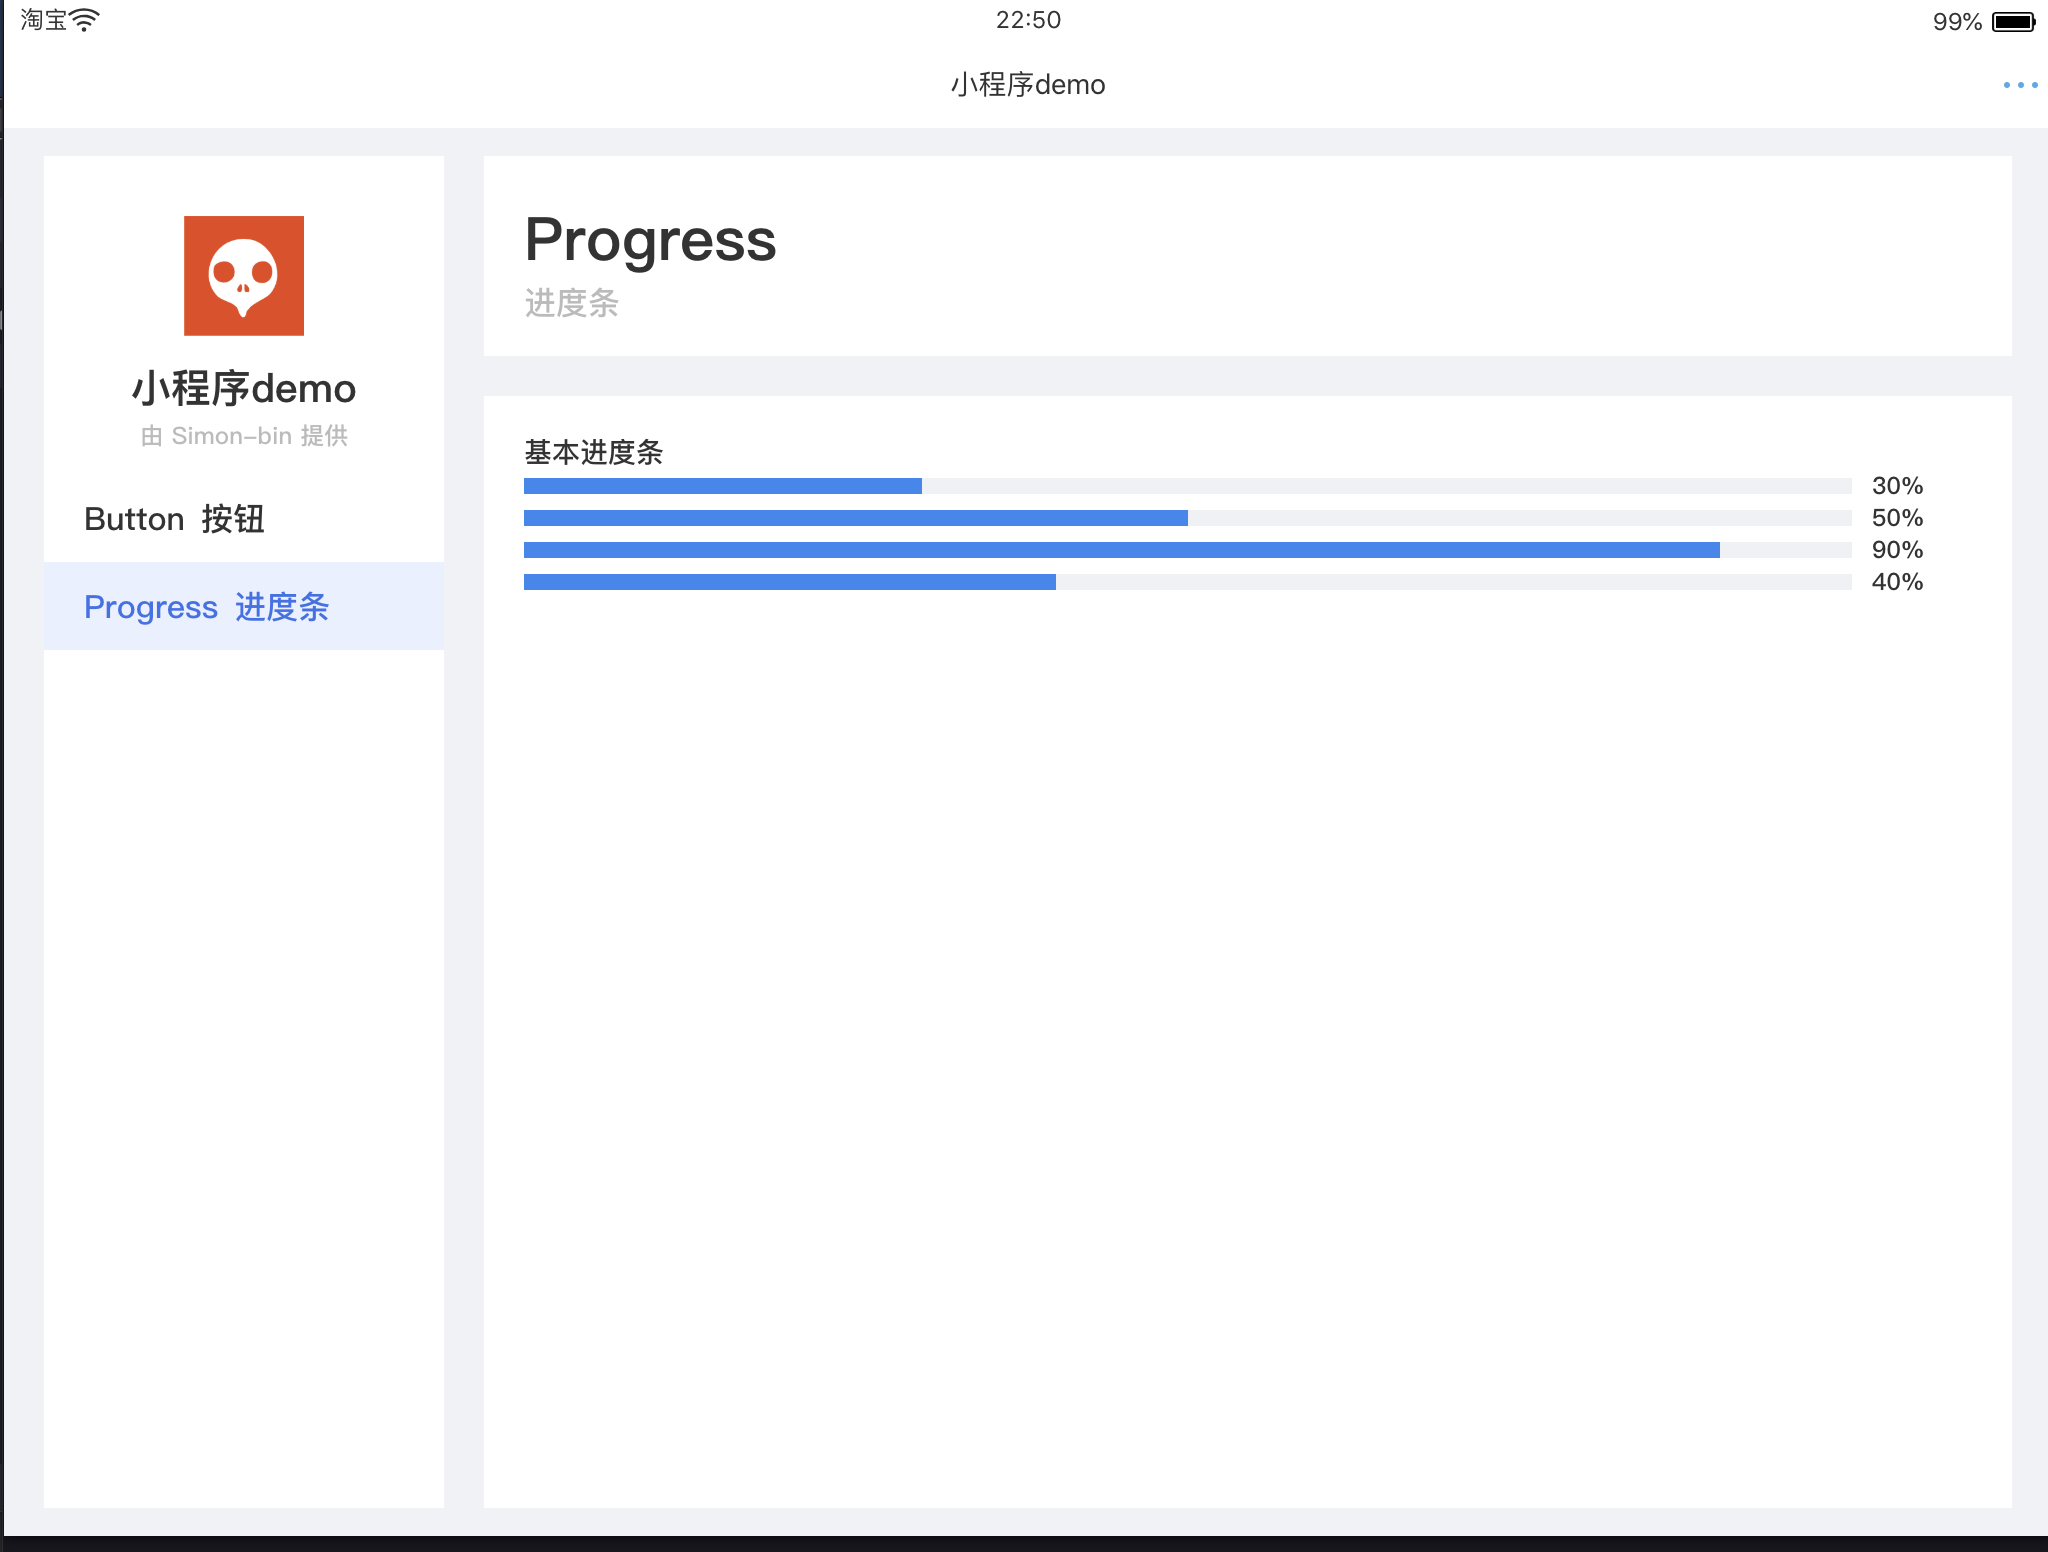 淘宝
22:50
99%
小程序demo
小程序demo
由 Simon-bin 提供
Button 按钮
Progress 进度条
Progress
进度条
基本进度条
30%
50%
90%
40%